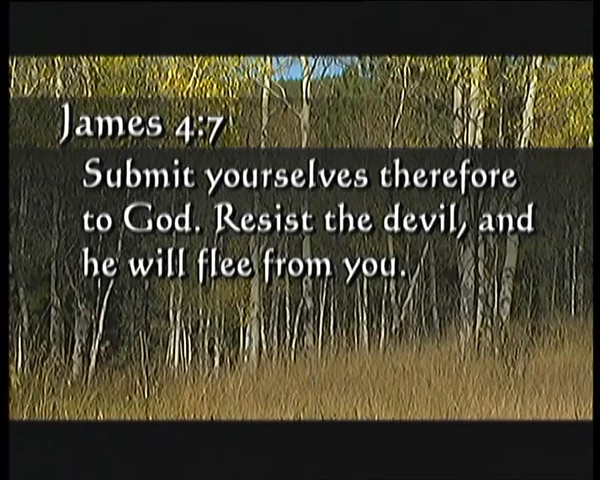 James 4:7
Submit yourselves therefore
to God. Resist the devil, and
he will flee from you.